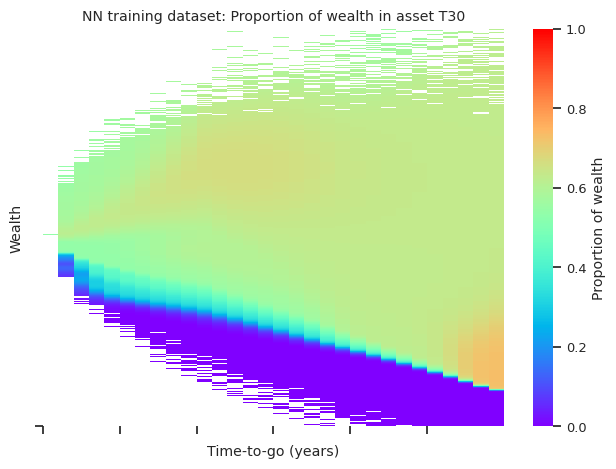 NN training dataset: Proportion of wealth in asset T30
Wealth
Time-to-go (years)
1.0
0.8
0.6
0.4
0.2
0.0
Proportion of wealth